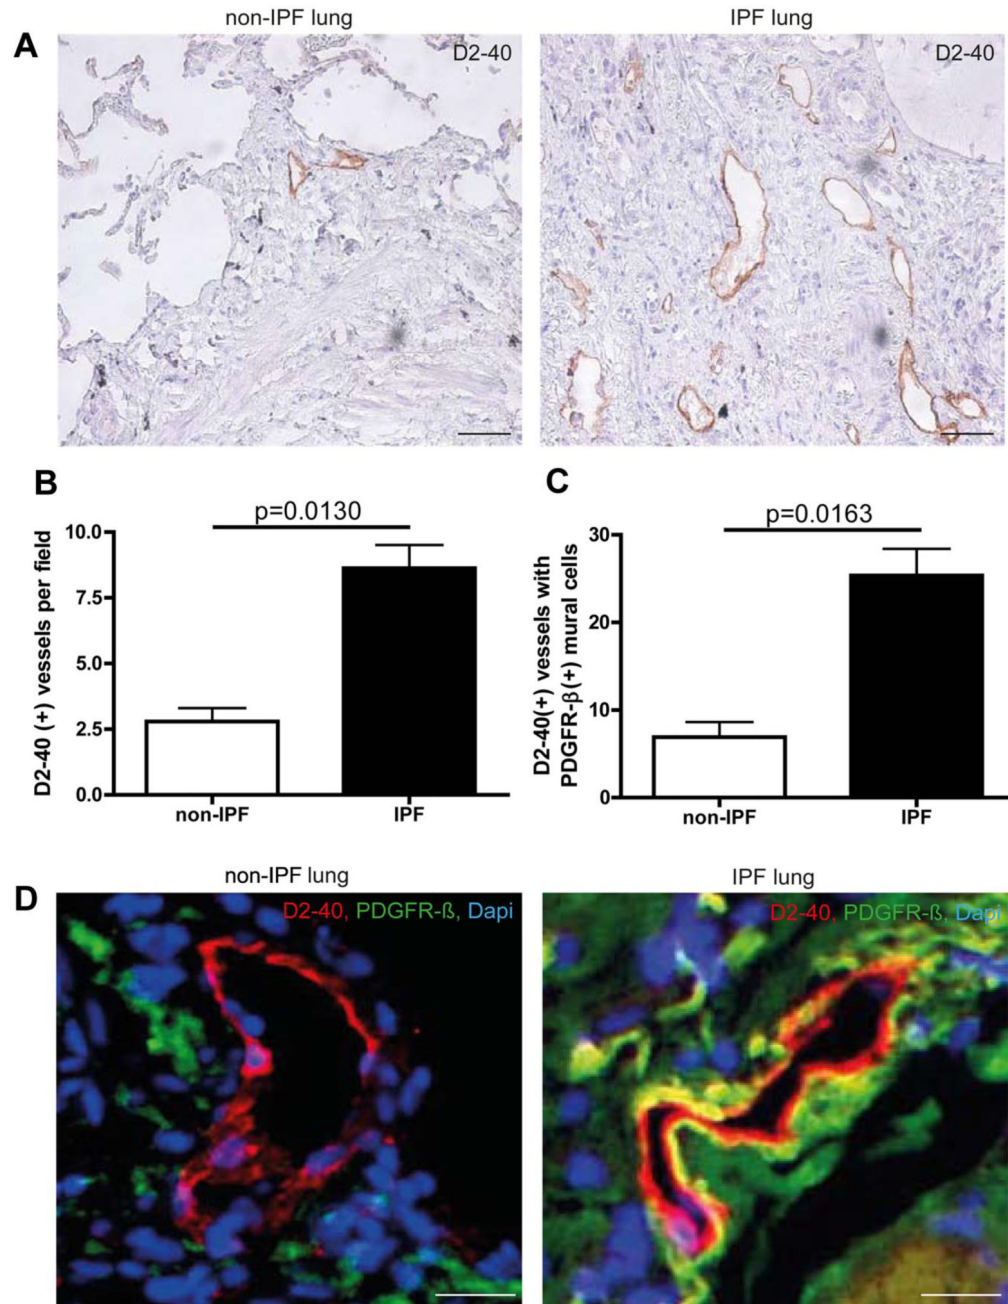 non-IPF lung
IPF lung
A
D2-40
D2-40
B
p=0.0130
D2-40 (+) vessels per field
10.0
7.5
5.0
2.5
0.0
non-IPF
IPF
C
p=0.0163
D2-40(+) vessels with
PDGFR-β(+) mural cells
30
20
10
0
non-IPF
IPF
non-IPF lung
IPF lung
D
D2-40, PDGFR-ß, Dapi
D2-40, PDGFR-ß, Dapi